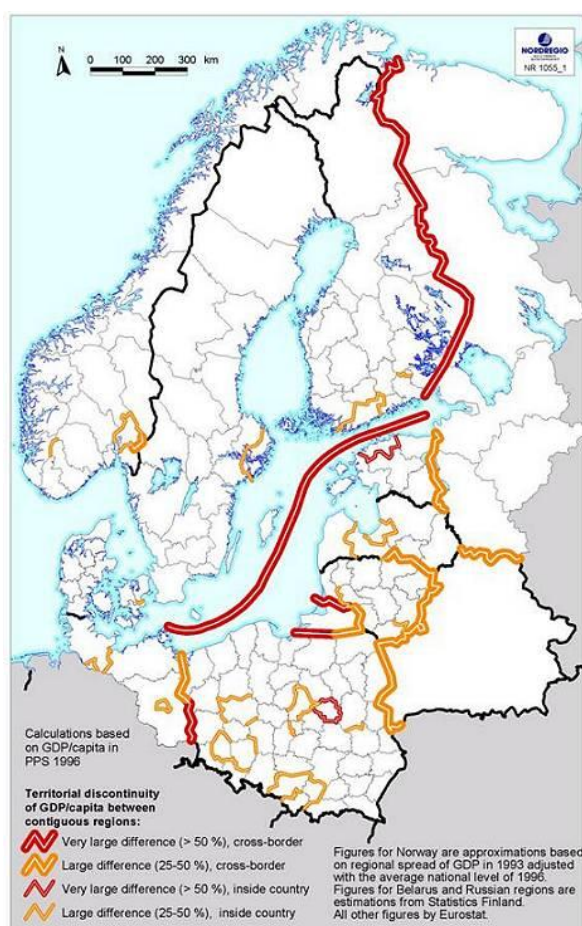 N
0 100 200 300
km
NORDREGIO
NR 1055_1
Calculations based
on GDP/capita in
PPS 1996
Territorial discontinuity
of GDP/capita between
contiguous regions:
Very large difference (> 50 %), cross-border
Large difference (25-50 %), cross-border
Very large difference (> 50 %), inside country
Large difference (25-50 %), inside country
Figures for Norway are approximations based
on regional spread of GDP in 1993 adjusted
with the average national level of 1996.
Figures for Belarus and Russian regions are
estimations from Statistics Finland.
All other figures by Eurostat.